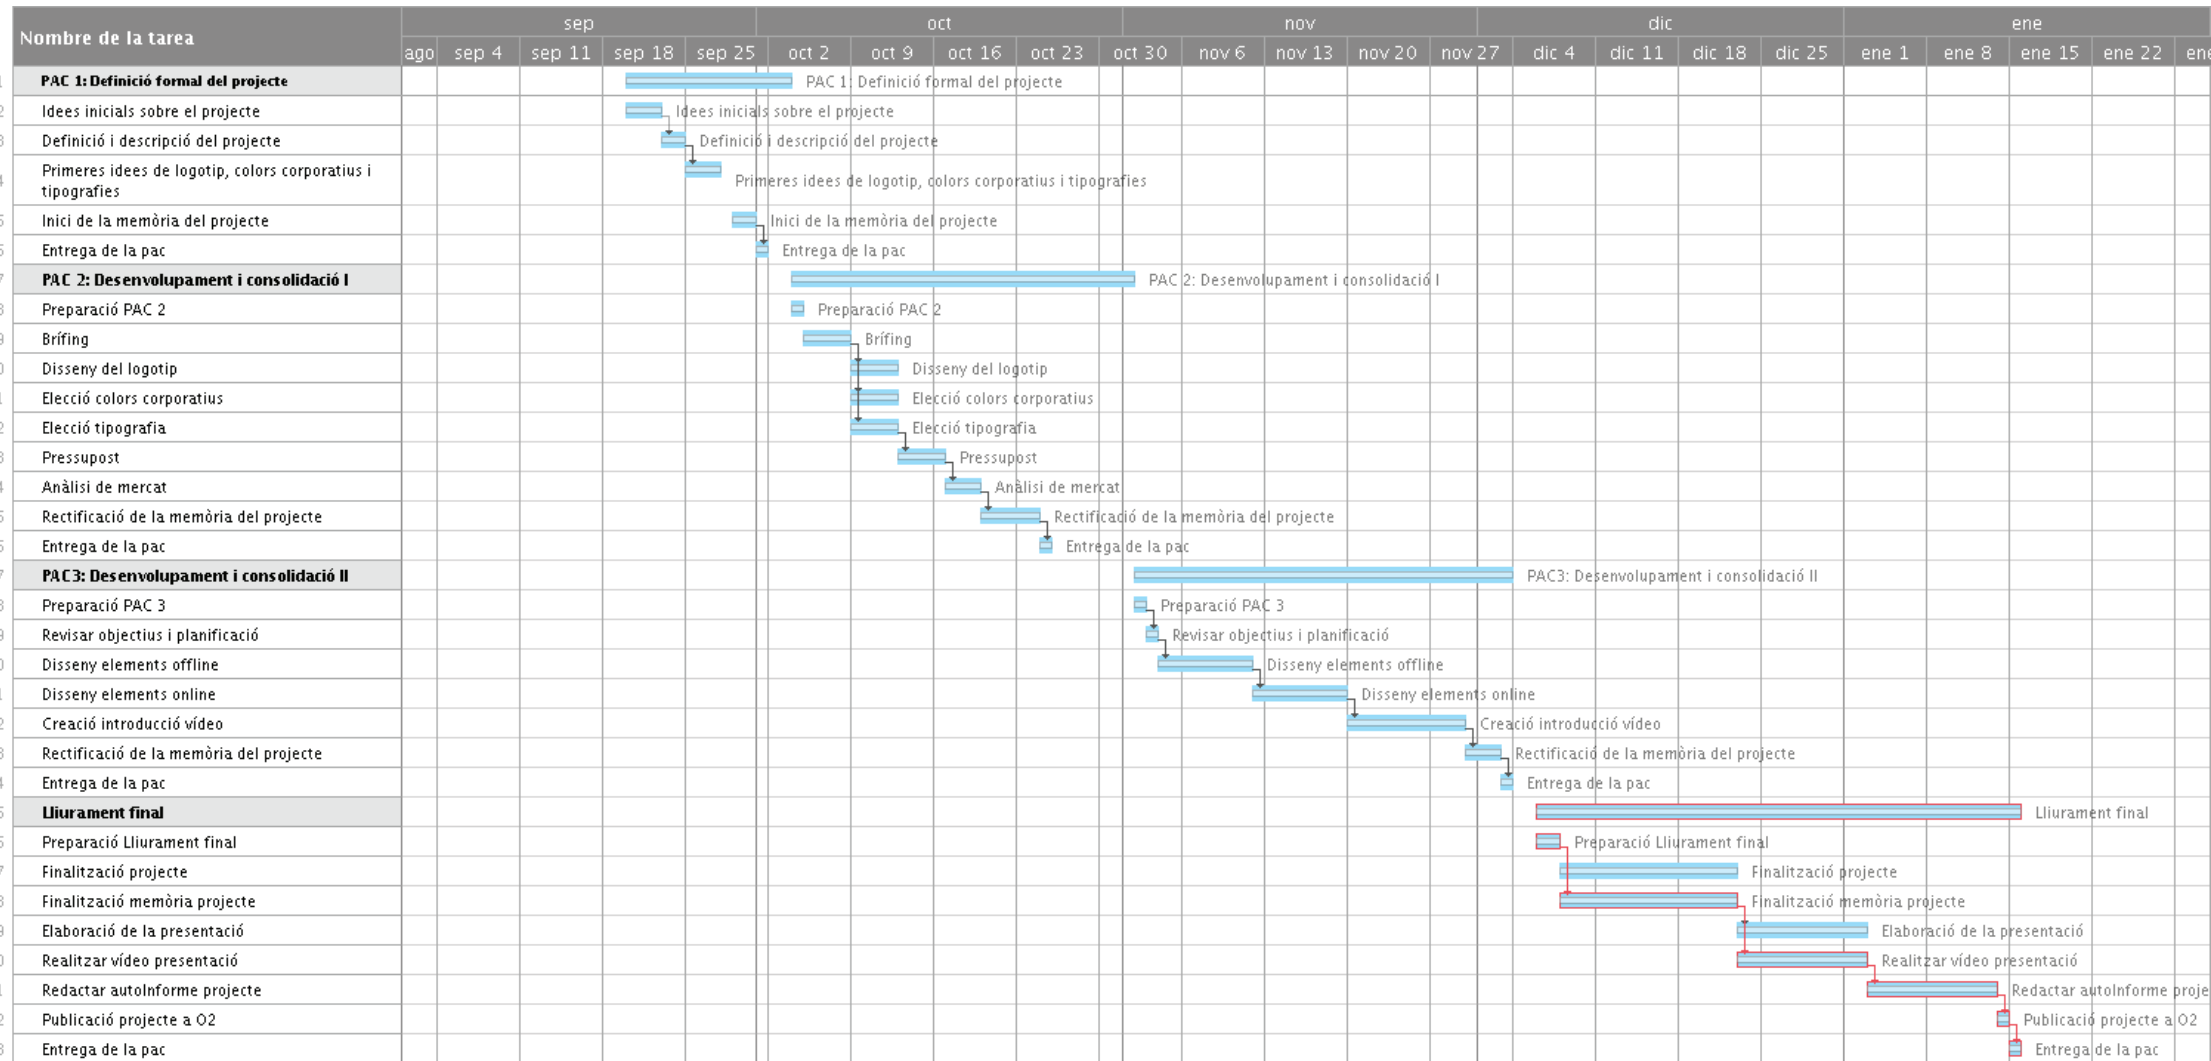 Nombre de la tarea
sep oct nov dic ene
ago sep 4 sep 11 sep 18 sep 25 oct 2 oct 9 oct 16 oct 23 oct 30 nov 6 nov 13 nov 20 nov 27 dic 4 dic 11 dic 18 dic 25 ene 1 ene 8 ene 15 ene 22 ene
PAC 1: Definició formal del projecte PAC 1: Definició formal del projecte
Idees inicials sobre el projecte Idees inicials sobre el projecte
Definició i descripció del projecte Definició i descripció del projecte
Primeres idees de logotip, colors corporatius i
tipografies Primeres idees de logotip, colors corporatius i tipografies
Inici de la memòria del projecte Inici de la memòria del projecte
Entrega de la pac Entrega de la pac
PAC 2: Desenvolupament i consolidació I PAC 2: Desenvolupament i consolidació I
Preparació PAC 2 Preparació PAC 2
Brífing Brífing
Disseny del logotip Disseny del logotip
Elecció colors corporatius Elecció colors corporatius
Elecció tipografia Elecció tipografia
Pressupost Pressupost
Anàlisi de mercat Anàlisi de mercat
Rectificació de la memòria del projecte Rectificació de la memòria del projecte
Entrega de la pac Entrega de la pac
PAC3: Desenvolupament i consolidació II PAC3: Desenvolupament i consolidació II
Preparació PAC 3 Preparació PAC 3
Revisar objectius i planificació Revisar objectius i planificació
Disseny elements offline Disseny elements offline
Disseny elements online Disseny elements online
Creació introducció vídeo Creació introducció vídeo
Rectificació de la memòria del projecte Rectificació de la memòria del projecte
Entrega de la pac Entrega de la pac
Lliurament final Lliurament final
Preparació Lliurament final Preparació Lliurament final
Finalització projecte Finalització projecte
Finalització memòria projecte Finalització memòria projecte
Elaboració de la presentació Elaboració de la presentació
Realitzar vídeo presentació Realitzar vídeo presentació
Redactar autoInforme projecte Redactar autoInforme proje
Publicació projecte a O2 Publicació projecte a O2
Entrega de la pac Entrega de la pac